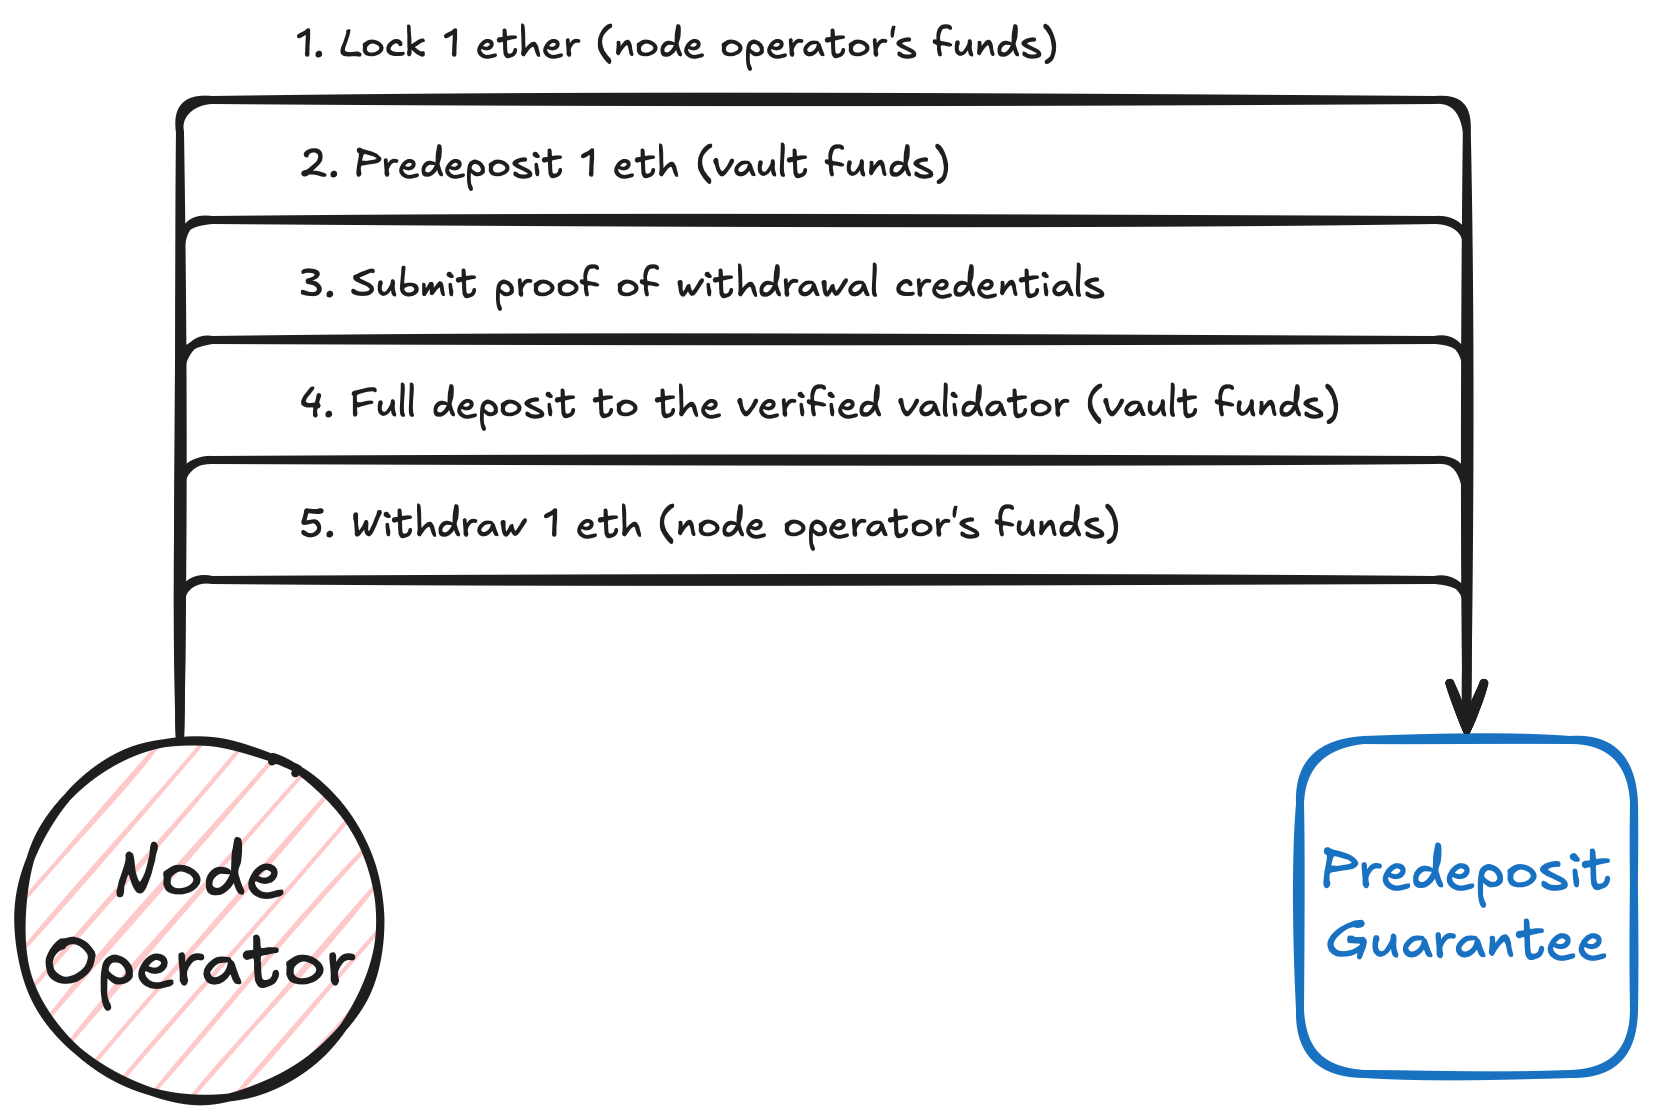 1. Lock 1 ether (node operator's funds)
2. Predeposit 1 eth (vault funds)
3. Submit proof of withdrawal credentials
4. Full deposit to the verified validator (vault funds)
5. Withdraw 1 eth (node operator's funds)
Node
Operator
Predeposit
Guarantee